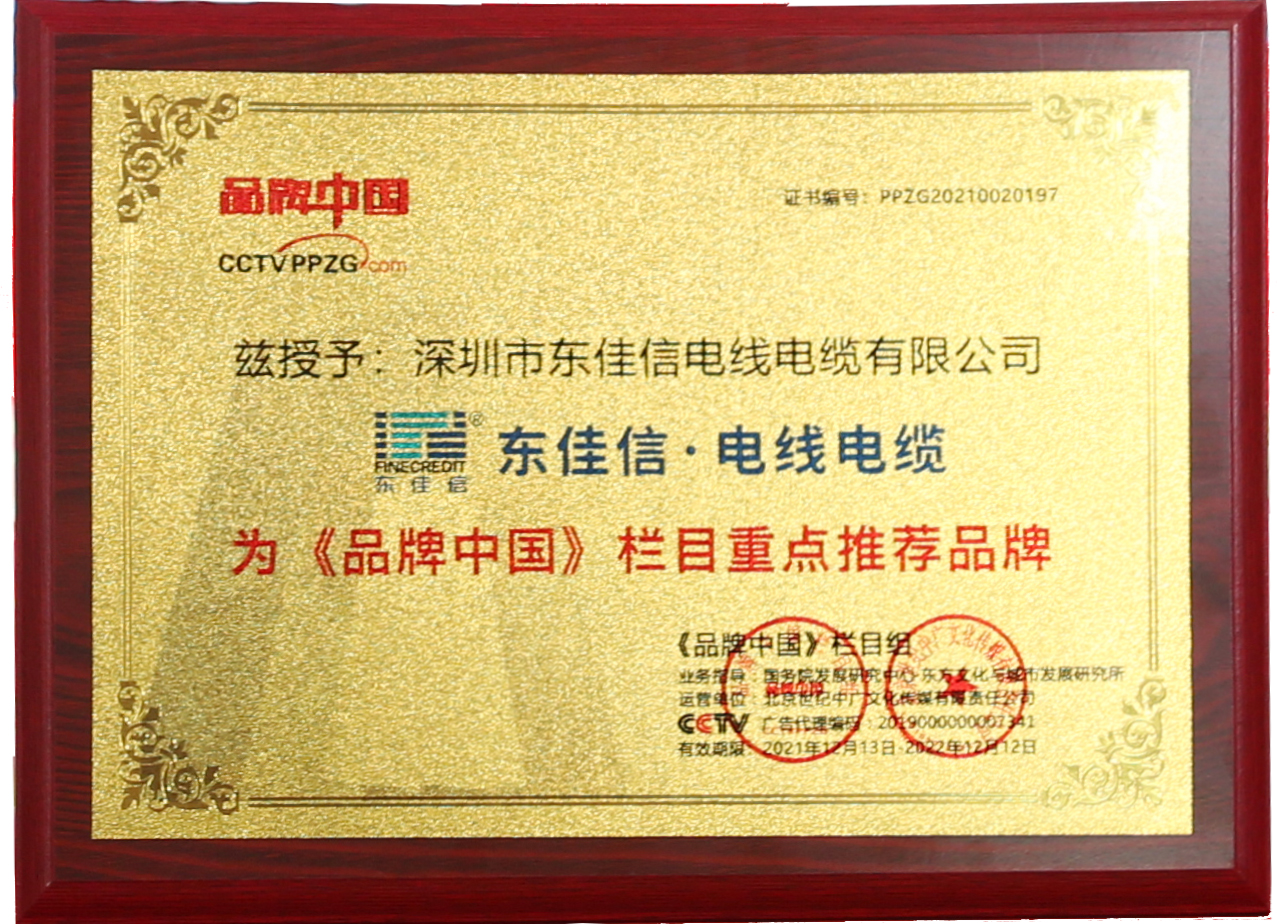 品牌中国
证书编号：PPZG20210020197
CCTVPPZG.com
兹授予：深圳市东佳信电线电缆有限公司
FINECREDIT®
东佳信
东佳信·电线电缆
为《品牌中国》栏目重点推荐品牌
《品牌中国》栏目组
业务指导：国务院发展研究中心·东方文化与城市发展研究所
运管单位：北京世纪中广文化传媒有限责任公司
CCTV 广告代理编码：2019000000007341
有效期限：2021年12月13日-2022年12月12日